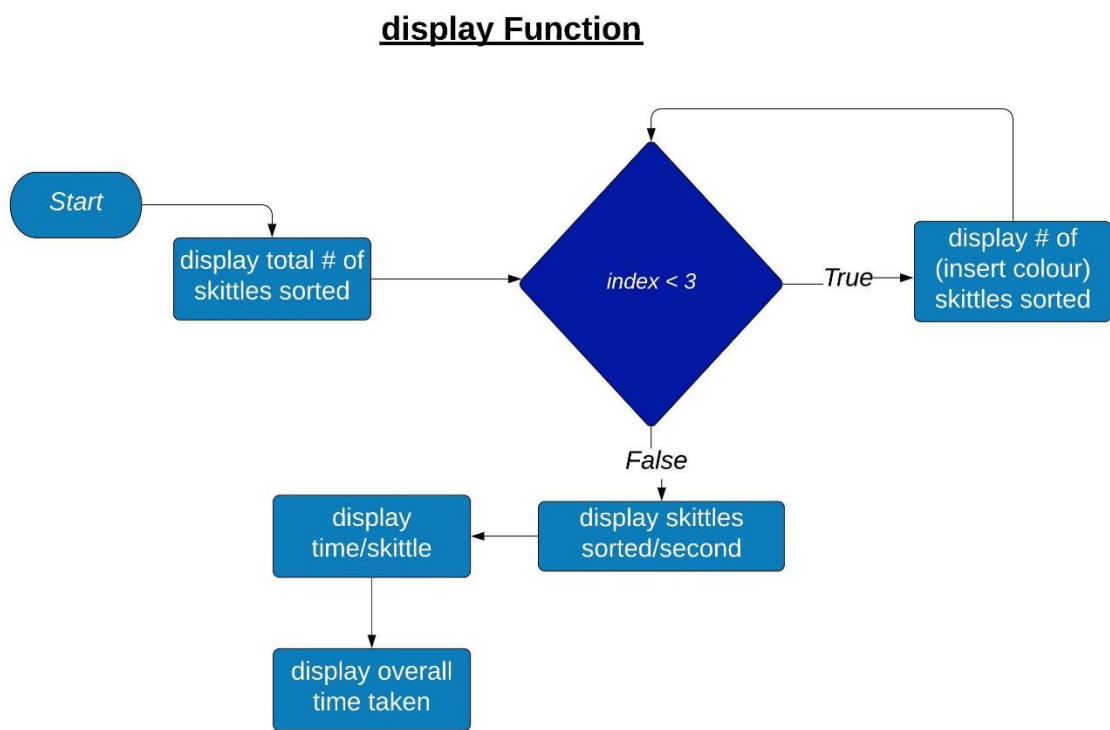 display Function
Start
display total # of
skittles sorted
index < 3
True
display # of
(insert colour)
skittles sorted
False
display skittles
sorted/second
display
time/skittle
display overall
time taken